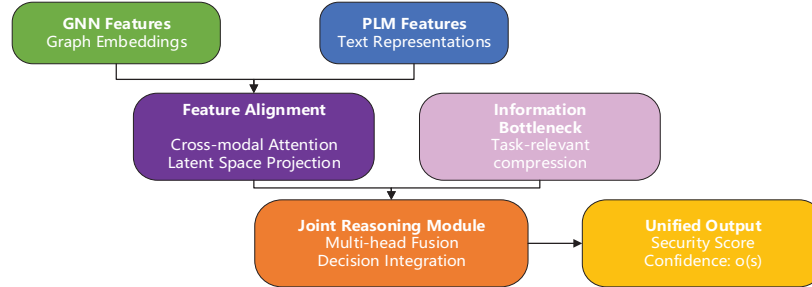 GNN Features
Graph Embeddings
PLM Features
Text Representations
Feature Alignment
Cross-modal Attention
Latent Space Projection
Information
Bottleneck
Task-relevant
compression
Joint Reasoning Module
Multi-head Fusion
Decision Integration
Unified Output
Security Score
Confidence: o(s)